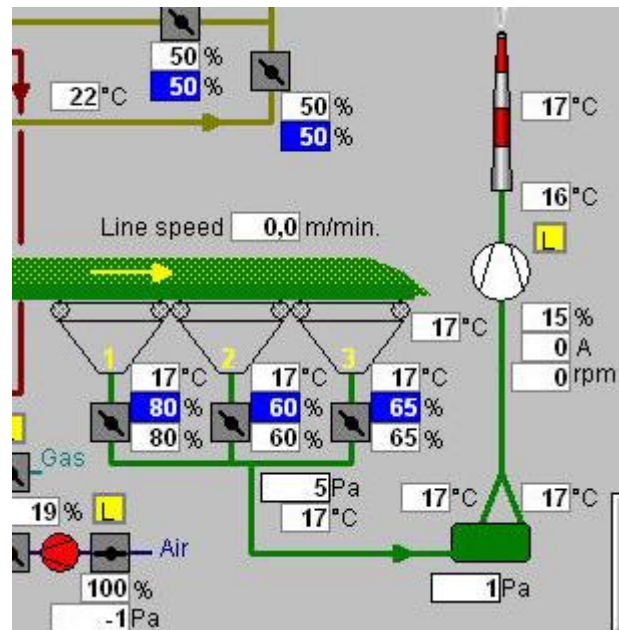 50 %
50 %
22 °C
50 %
50 %
17 °C
16 °C
L
Line speed 0,0 m/min.
17 °C
15 %
0 A
0 rpm
1 2 3
17 °C 17 °C 17 °C
80 % 60 % 65 %
80 % 60 % 65 %
Gas
5 Pa
17 °C
17 °C 17 °C
19 % L
Air
100 %
-1 Pa
1 Pa